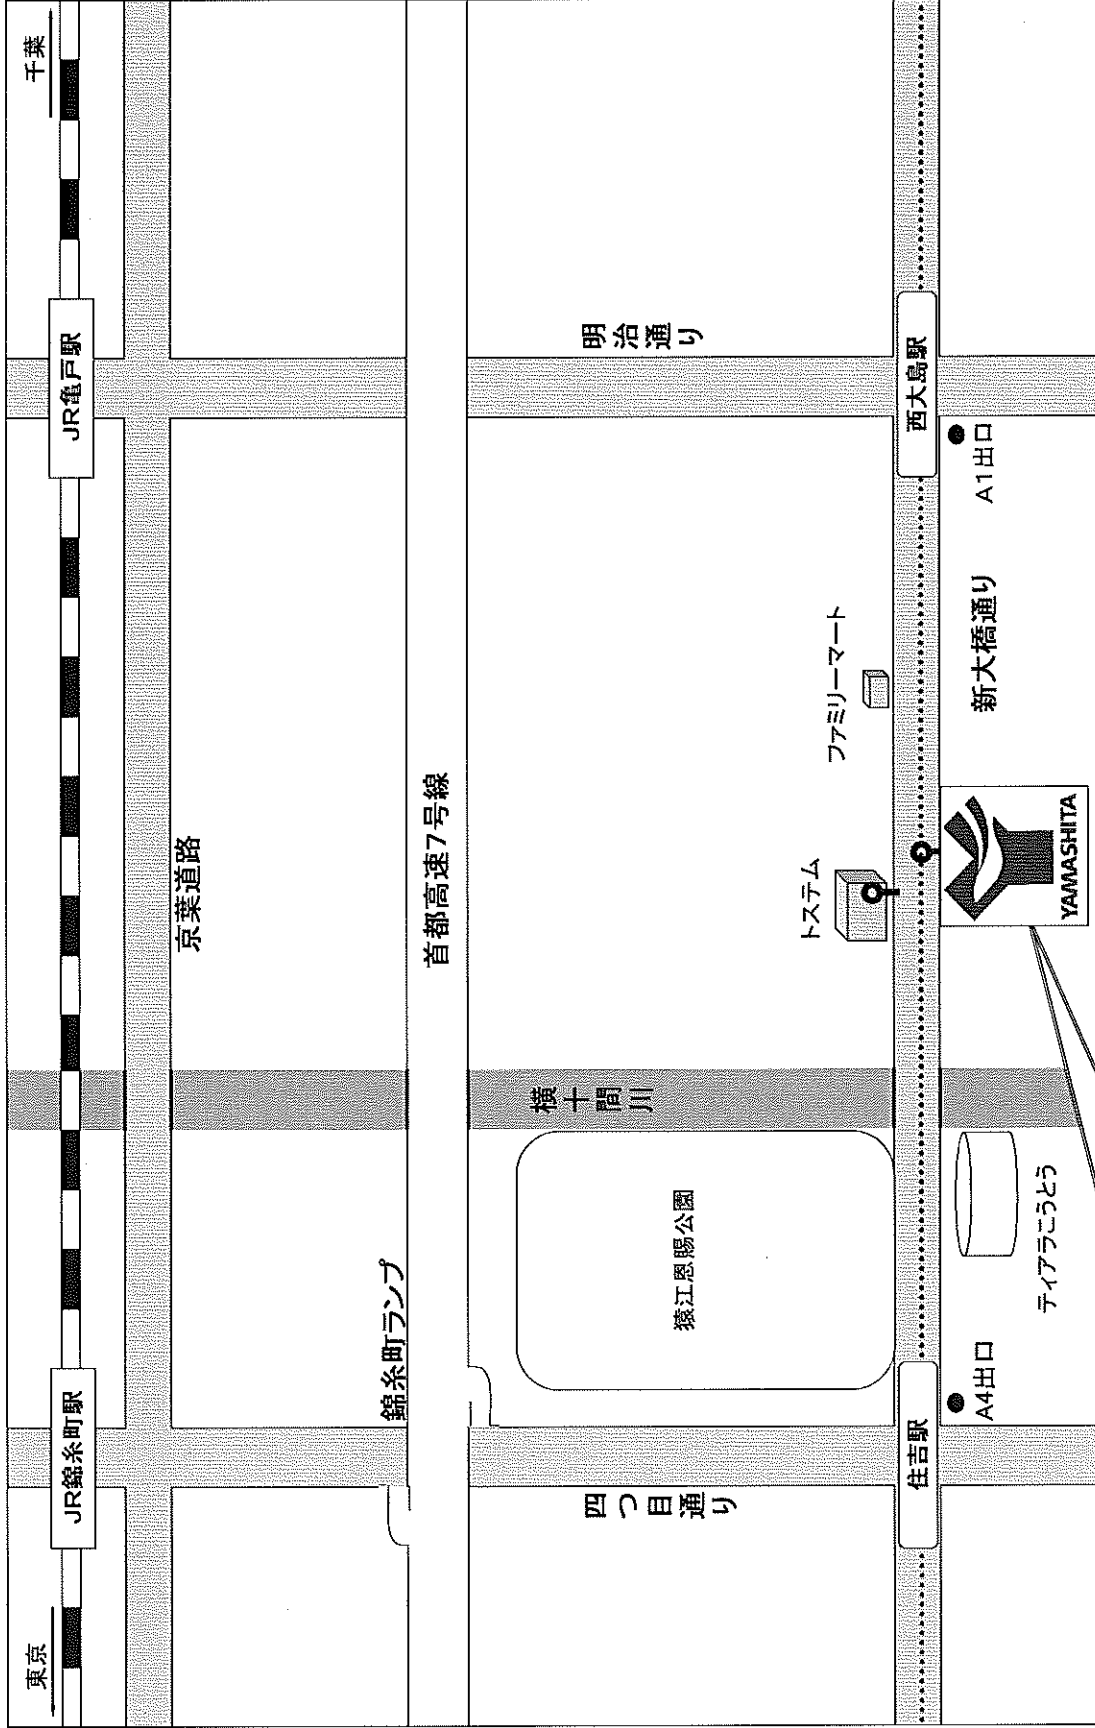 東京
千葉
JR錦糸町駅
JR亀戸駅
京葉道路
錦糸町ランプ
首都高速7号線
四つ目通り
横十間川
明治通り
猿江恩賜公園
トステム
ファミリーマート
住吉駅
西大島駅
A4出口
A1出口
ティアラこうとう
YAMASHITA
新大橋通り